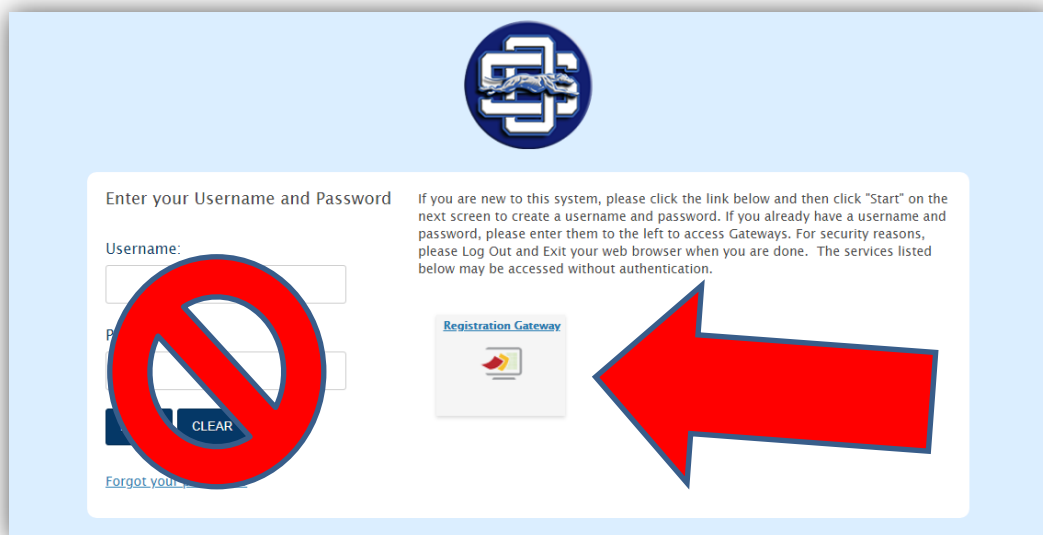 Enter your Username and Password
Username:
CLEAR
Forgot your
If you are new to this system, please click the link below and then click "Start" on the
next screen to create a username and password. If you already have a username and
password, please enter them to the left to access Gateways. For security reasons,
please Log Out and Exit your web browser when you are done.  The services listed
below may be accessed without authentication.
Registration Gateway